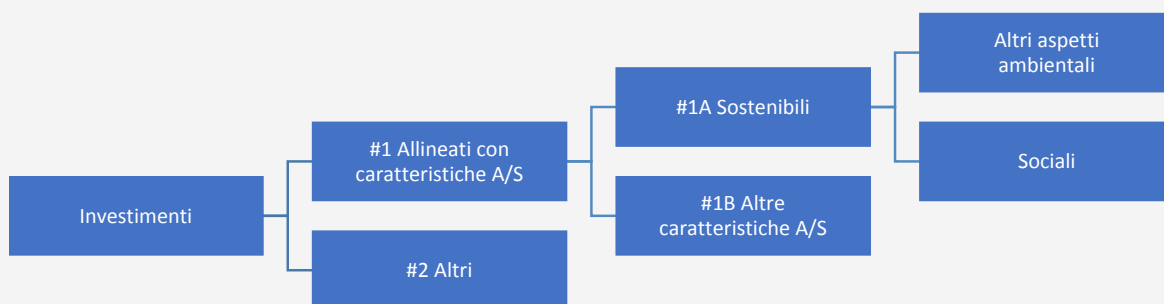 Investimenti
#1 Allineati con
caratteristiche A/S
#2 Altri
#1A Sostenibili
#1B Altre
caratteristiche A/S
Altri aspetti
ambientali
Sociali